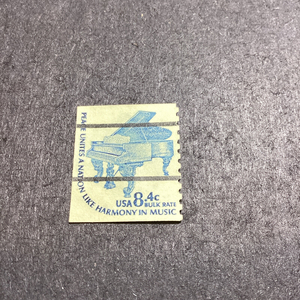 PEACE UNITES A NATION LIKE HARMONY IN MUSIC
USA 8.4c
BULK RATE